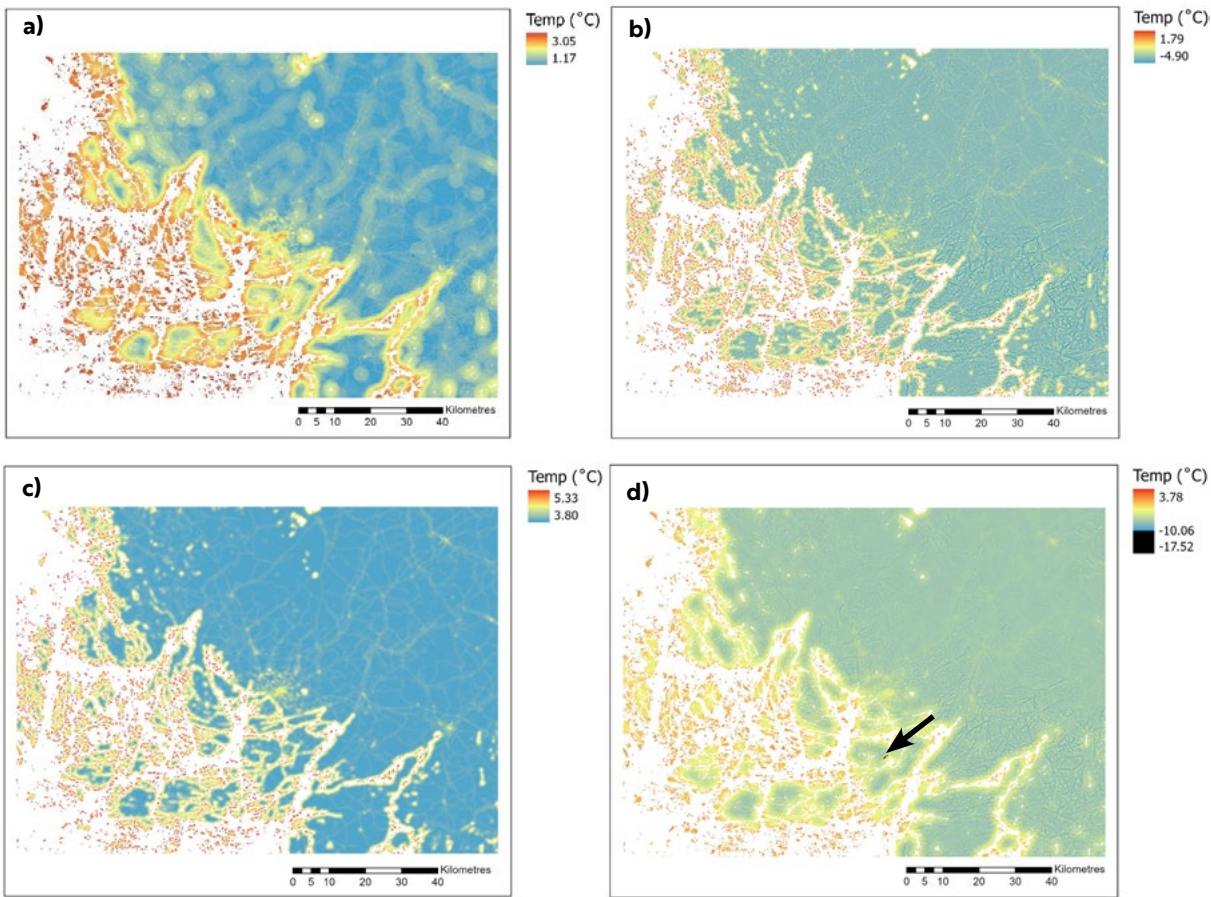 a)
Temp (°C)
3.05
1.17
Kilometres
0 5 10 20 30 40
b)
Temp (°C)
1.79
-4.90
Kilometres
0 5 10 20 30 40
c)
Temp (°C)
5.33
3.80
Kilometres
0 5 10 20 30 40
d)
Temp (°C)
3.78
-10.06
-17.52
Kilometres
0 5 10 20 30 40